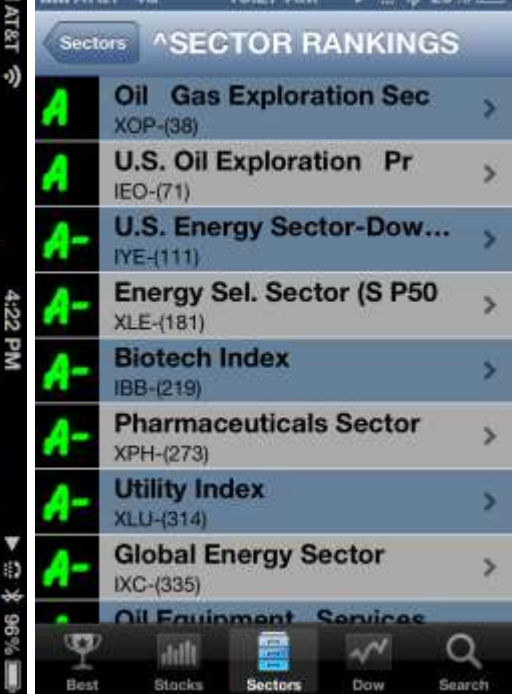 AT&T
4:22 PM
96%
Sectors
^SECTOR RANKINGS
A
Oil Gas Exploration Sec
XOP-(38)
A
U.S. Oil Exploration Pr
IEO-(71)
A-
U.S. Energy Sector-Dow...
IYE-(111)
A-
Energy Sel. Sector (S P50
XLE-(181)
A-
Biotech Index
IBB-(219)
A-
Pharmaceuticals Sector
XPH-(273)
A-
Utility Index
XLU-(314)
A-
Global Energy Sector
IXC-(335)
Oil Equipment Services
Best
Stocks
Sectors
Dow
Search